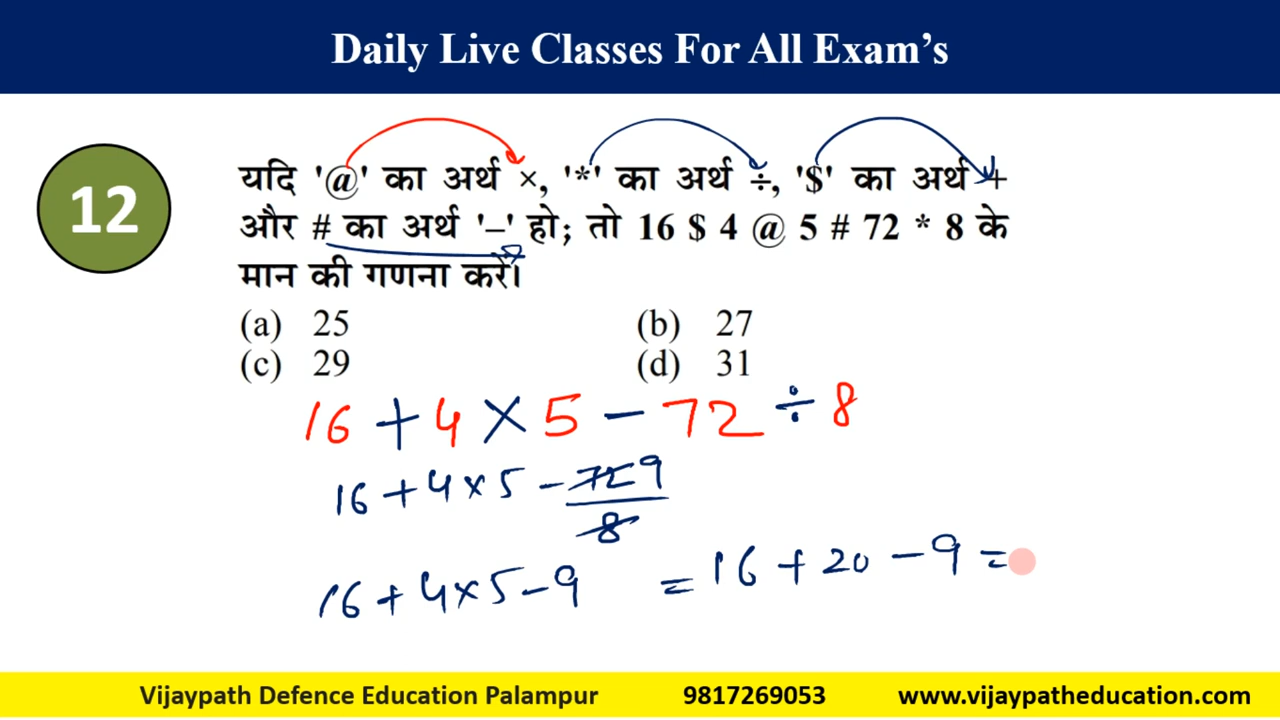 Daily Live Classes For All Exam's
12
यदि '@' का अर्थ ×, '*' का अर्थ ÷, '$' का अर्थ +
और # का अर्थ '–' हो; तो 16 $ 4 @ 5 # 72 * 8 के
मान की गणना करें।
(a) 25 (b) 27
(c) 29 (d) 31
16 + 4 × 5 − 72 ÷ 8
16 + 4 × 5 − 72/8 9
16 + 4 × 5 − 9 = 16 + 20 − 9 =
Vijaypath Defence Education Palampur 9817269053 www.vijaypatheducation.com